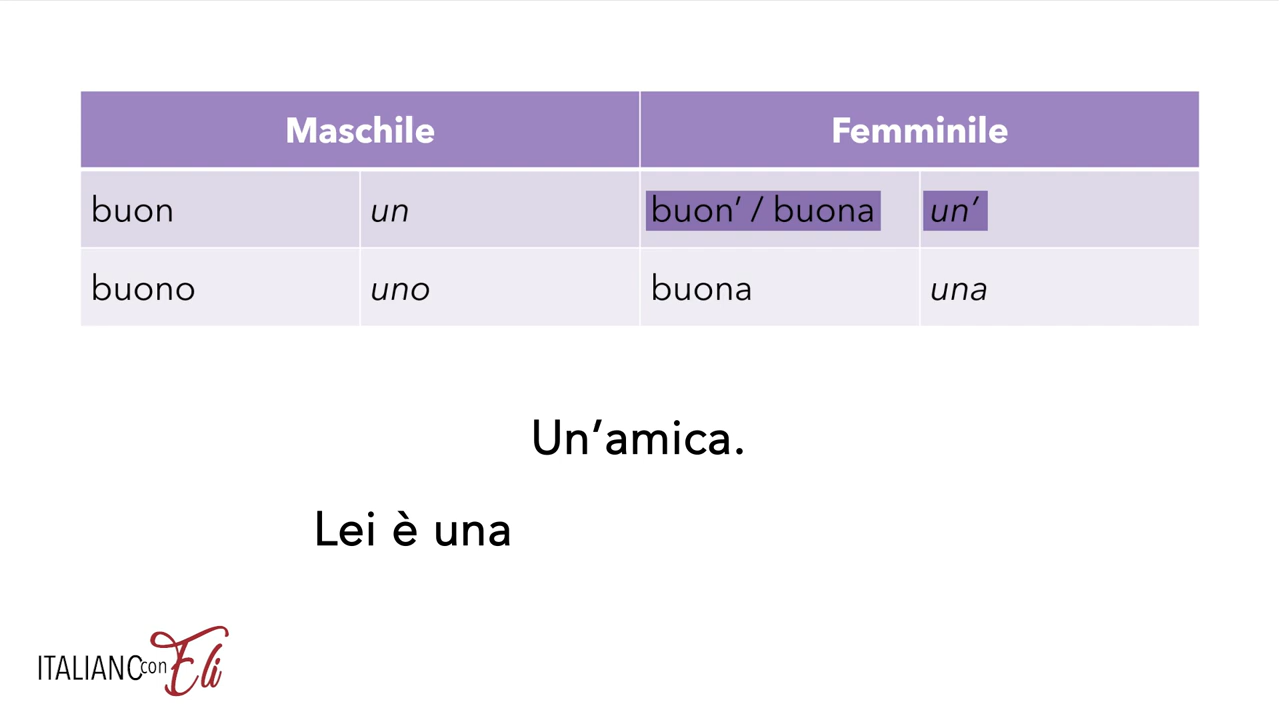 Maschile Femminile
buon un buon’ / buona un’
buono uno buona una
Un’amica.
Lei è una
ITALIANO con Eli